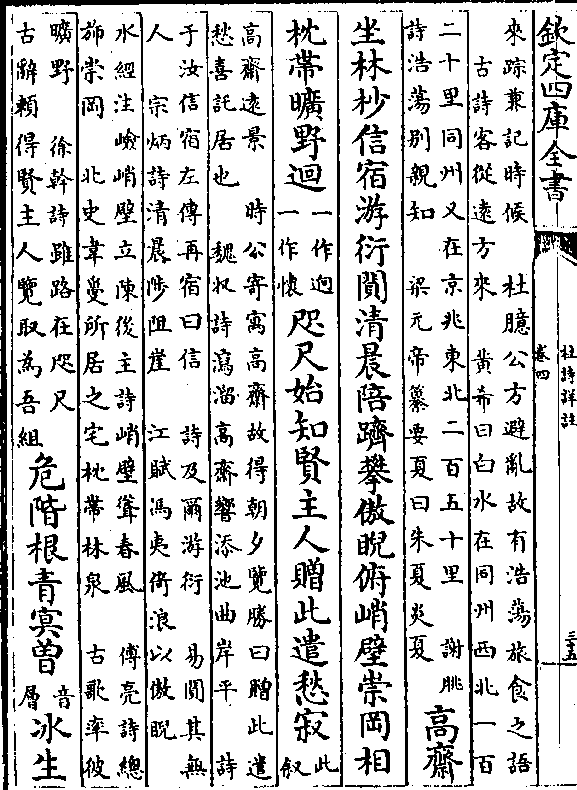 欽定四庫全書
杜詩詳註
卷四
三十五
來踪兼記時候　杜臆公方避亂故有浩蕩旅食之語
古詩客從遠方來　黄希曰白水在同州西北一百
二十里同州又在京兆東北二百五十里　謝朓
詩浩蕩别親知　梁元帝纂要夏曰朱夏炎夏
高齋
坐林杪信宿游衍闃清晨陪躋攀傲睨俯峭壁崇岡相
枕帶曠野迴
一作迥
一作懷
咫尺始知賢主人贈此遣愁寂
此
叙
高齋遠景　時公寄寓高齋故得朝夕覽勝曰贈此遣
愁喜託居也　魏收詩瀉溜高齋響添池曲岸平　詩
于汝信宿左傳再宿曰信　詩及爾游衍　易闃其無
人　宗炳詩清晨陟阻崖　江賦馮夷倚浪以傲睨
水經注嶮峭壁立陳後主詩峭壁聳春風　傅亮詩總
斾崇岡　北史韋敻所居之宅枕帶林泉　古歌率彼
曠野　徐幹詩雖路在咫尺
古辭賴得賢主人覽取為吾組
危階根青冥曽
音
層
冰生